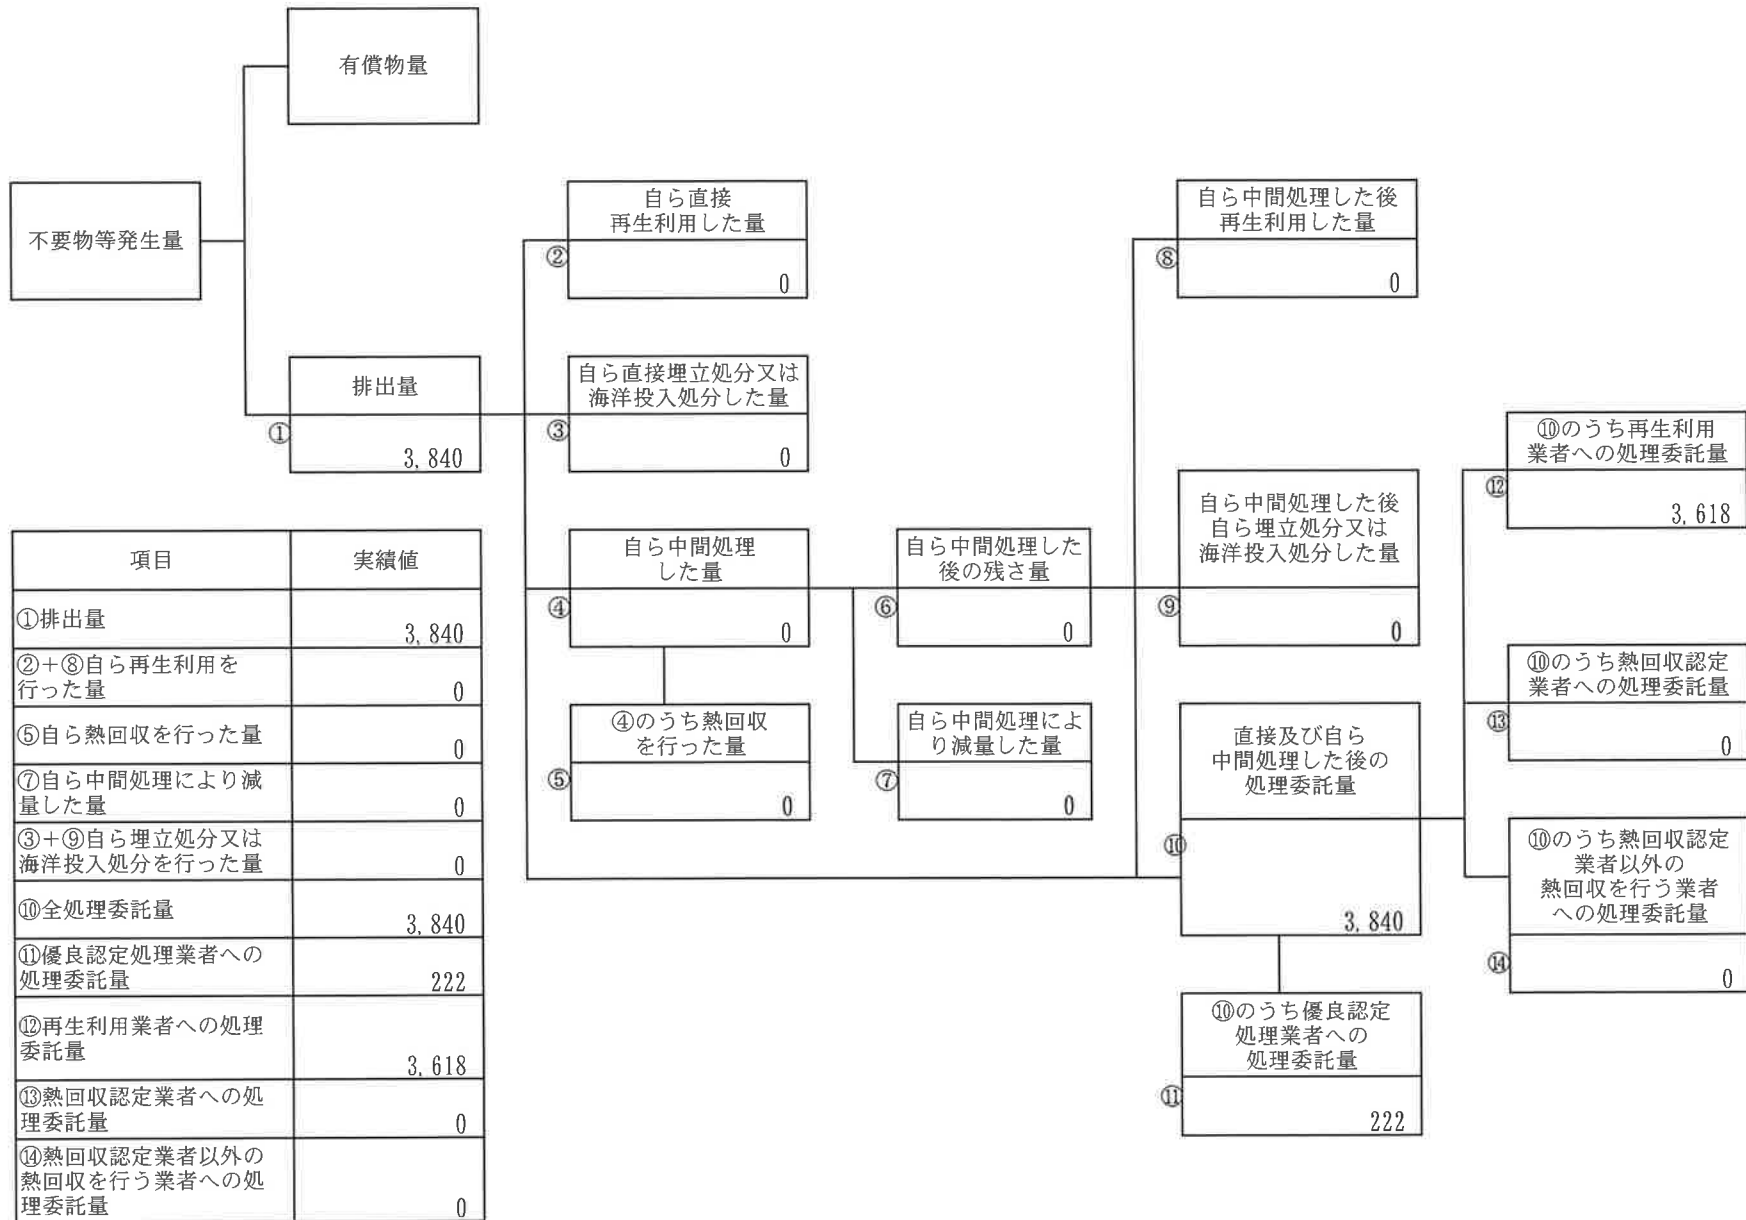 有償物量
不要物等発生量
排出量
①
3,840
自ら直接
再生利用した量
②
0
自ら直接埋立処分又は
海洋投入処分した量
③
0
自ら中間処理
した量
④
0
④のうち熱回収
を行った量
⑤
0
自ら中間処理した
後の残さ量
⑥
0
自ら中間処理によ
り減量した量
⑦
0
自ら中間処理した後
再生利用した量
⑧
0
自ら中間処理した後
自ら埋立処分又は
海洋投入処分した量
⑨
0
直接及び自ら
中間処理した後の
処理委託量
⑩
3,840
⑩のうち優良認定
処理業者への
処理委託量
⑪
222
⑩のうち再生利用
業者への処理委託量
⑫
3,618
⑩のうち熱回収認定
業者への処理委託量
⑬
0
⑩のうち熱回収認定
業者以外の
熱回収を行う業者
への処理委託量
⑭
0
項目 実績値
①排出量 3,840
②+⑧自ら再生利用を
行った量 0
⑤自ら熱回収を行った量 0
⑦自ら中間処理により減
量した量 0
③+⑨自ら埋立処分又は
海洋投入処分を行った量 0
⑩全処理委託量 3,840
⑪優良認定処理業者への
処理委託量 222
⑫再生利用業者への処理
委託量 3,618
⑬熱回収認定業者への処
理委託量 0
⑭熱回収認定業者以外の
熱回収を行う業者への処
理委託量 0